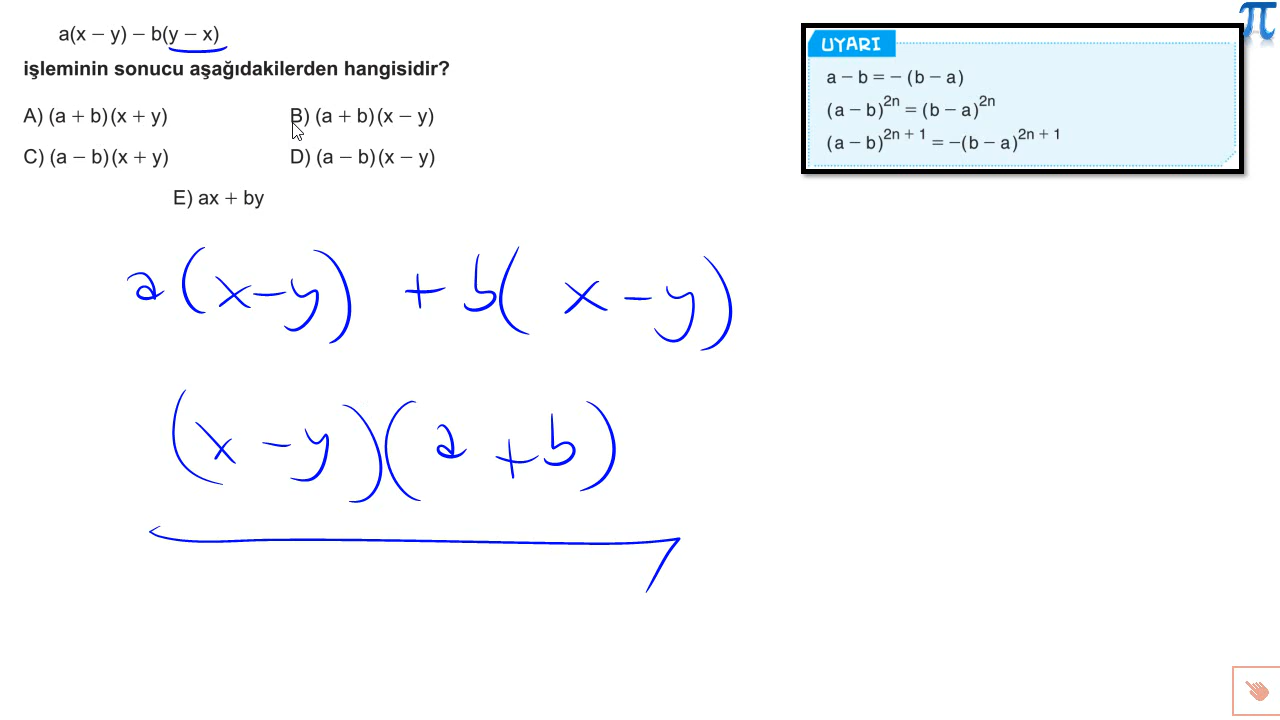 a(x − y) − b(y − x)
işleminin sonucu aşağıdakilerden hangisidir?
A) (a + b)(x + y)
B) (a + b)(x − y)
C) (a − b)(x + y)
D) (a − b)(x − y)
E) ax + by
UYARI
a − b = − (b − a)
(a − b)^{2n} = (b − a)^{2n}
(a − b)^{2n + 1} = −(b − a)^{2n + 1}
π
a(x−y) + b(x−y)
(x−y)(a+b)